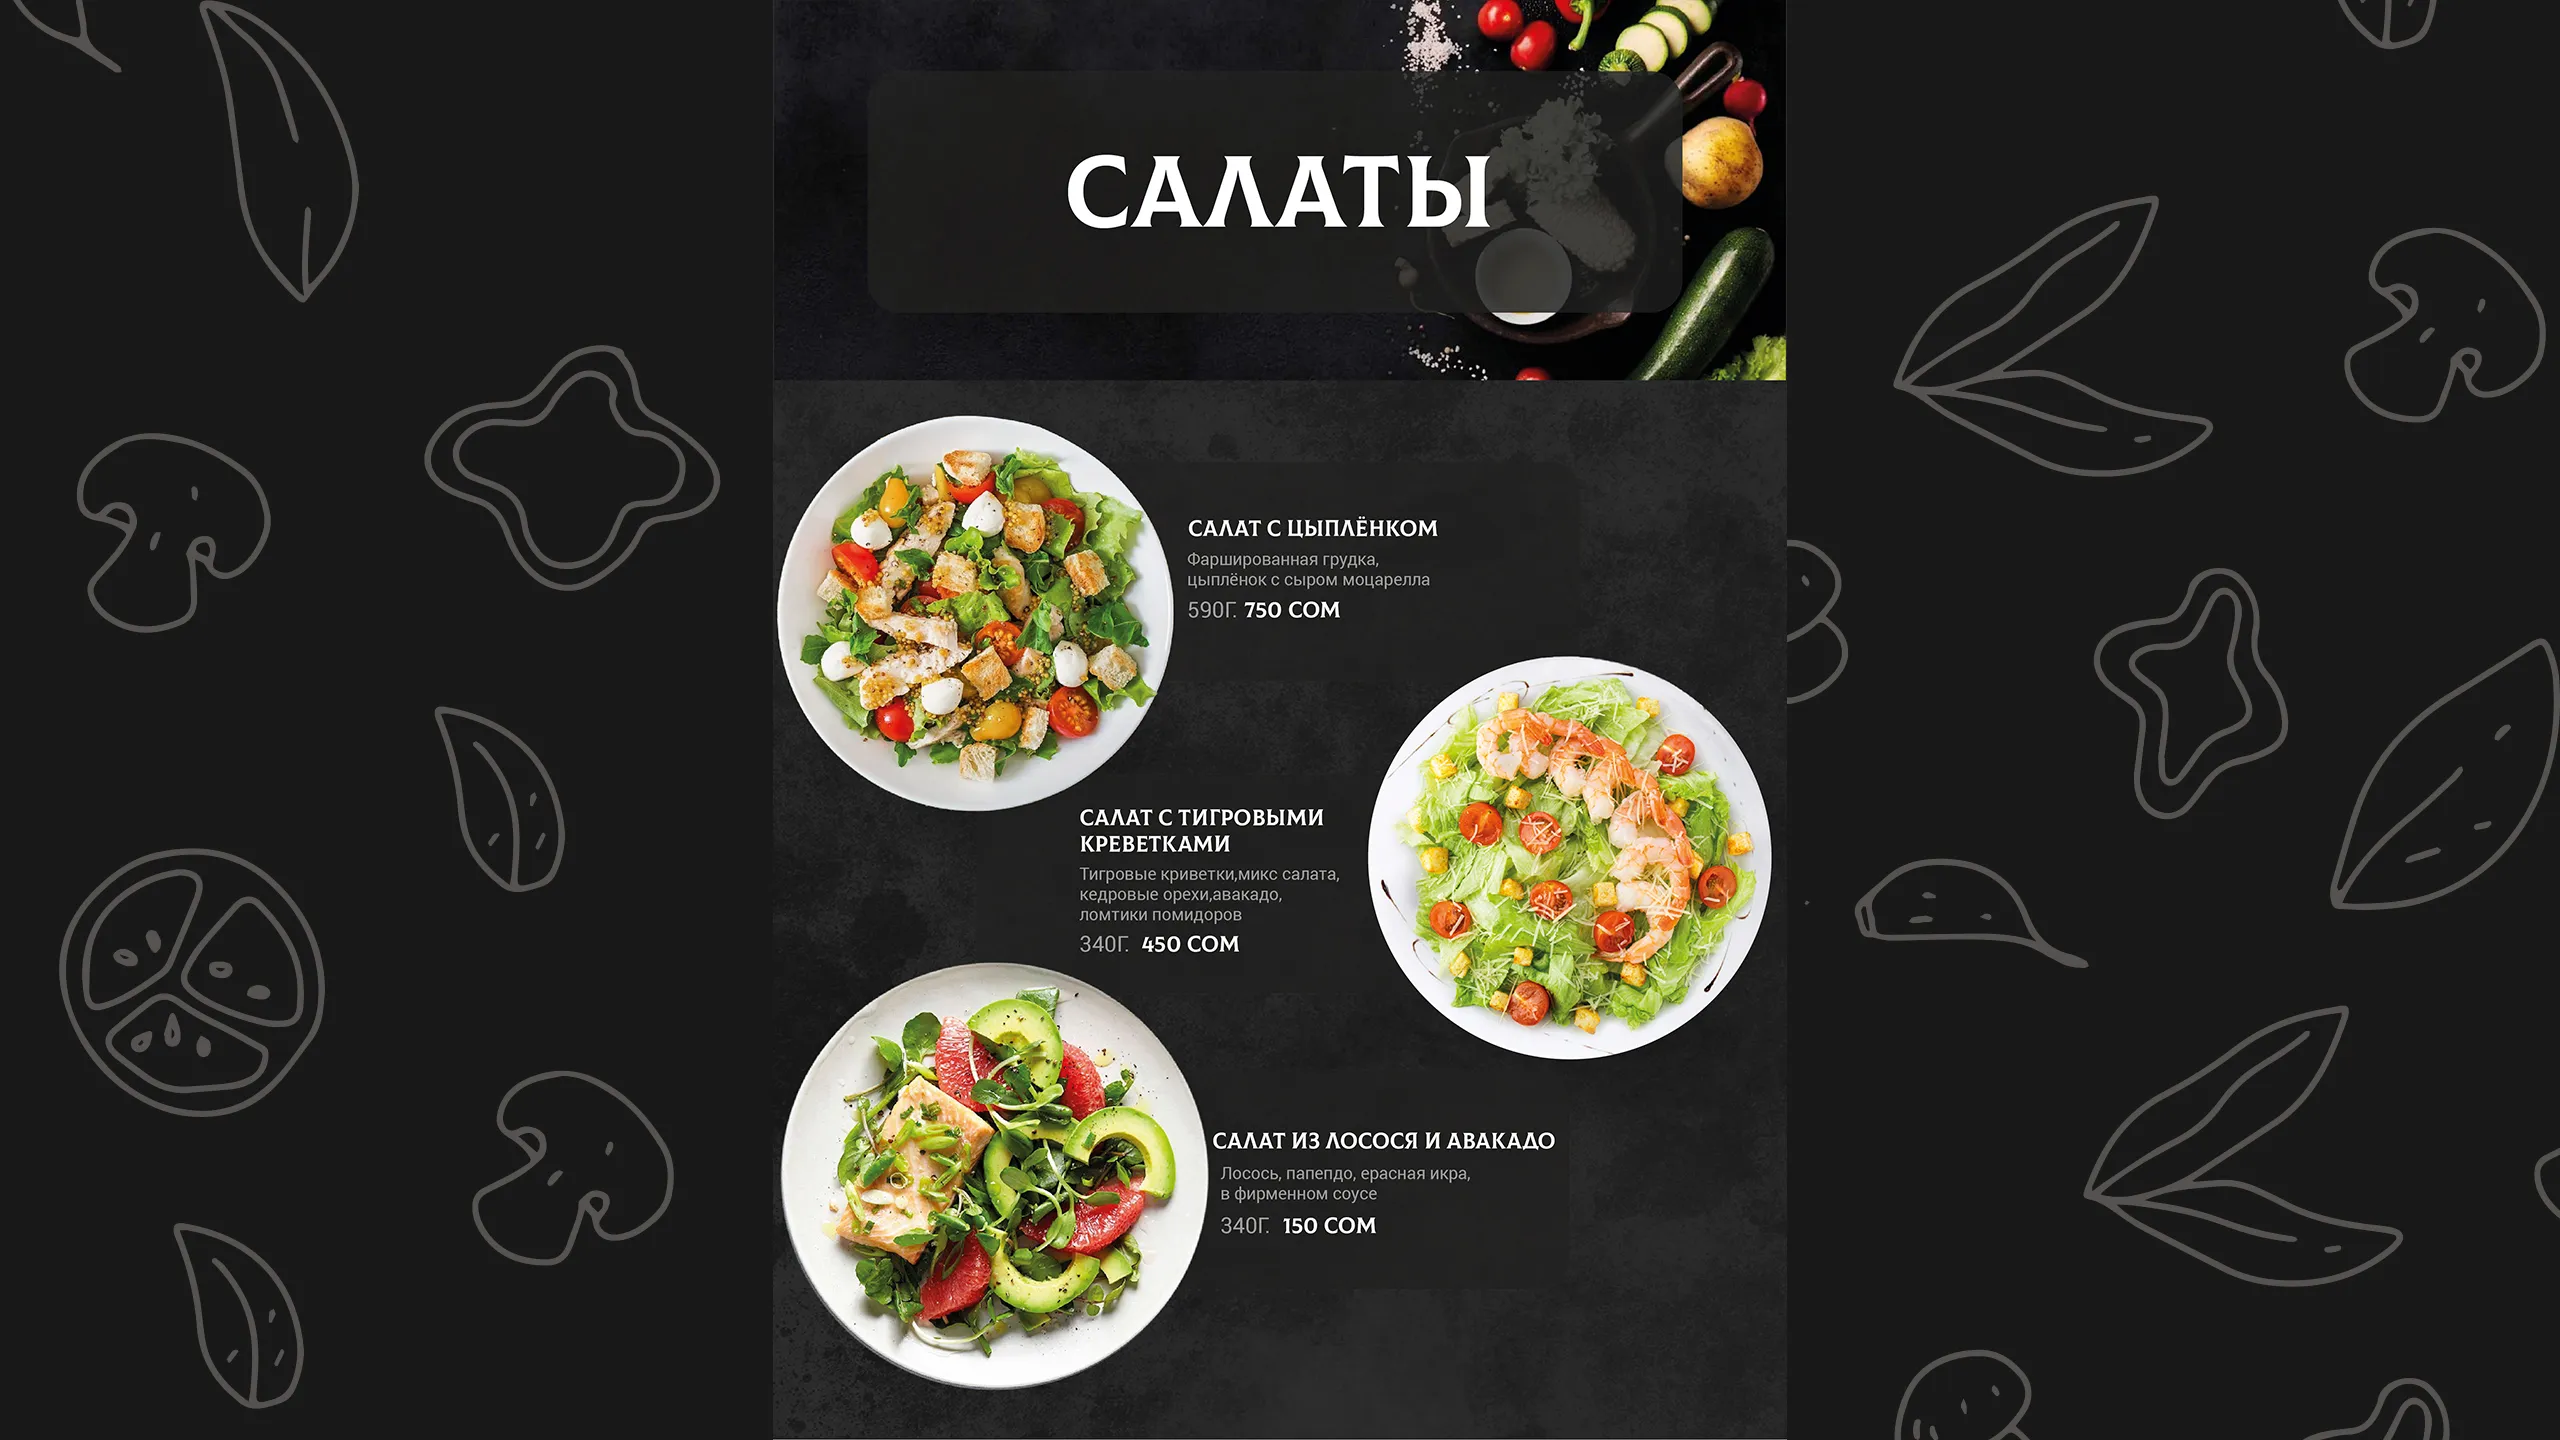 САЛАТЫ
САЛАТ С ЦЫПЛЁНКОМ
Фаршированная грудка,
цыплёнок с сыром моцарелла
590Г. 750 СОМ
САЛАТ С ТИГРОВЫМИ
КРЕВЕТКАМИ
Тигровые криветки,микс салата,
кедровые орехи,авакадо,
ломтики помидоров
340Г. 450 СОМ
САЛАТ ИЗ ЛОСОСЯ И АВАКАДО
Лосось, папепдо, ерасная икра,
в фирменном соусе
340Г. 150 СОМ